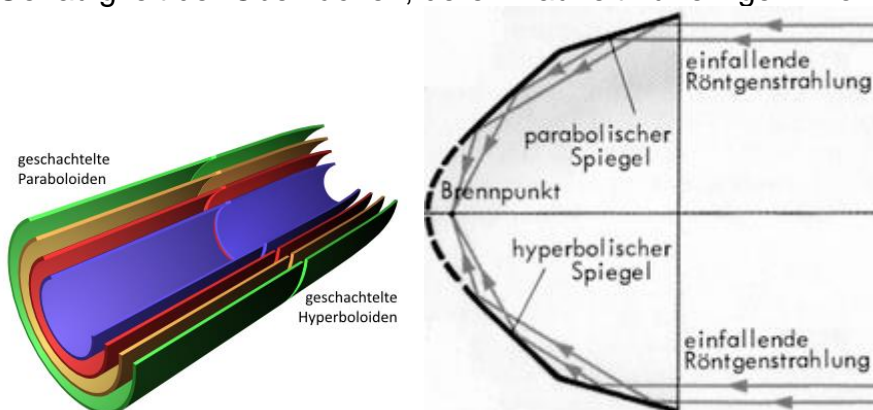 geschachtelte
Paraboloiden
geschachtelte
Hyperboloiden
einfallende
Röntgenstrahlung
parabolischer
Spiegel
Brennpunkt
hyperbolischer
Spiegel
einfallende
Röntgenstrahlung